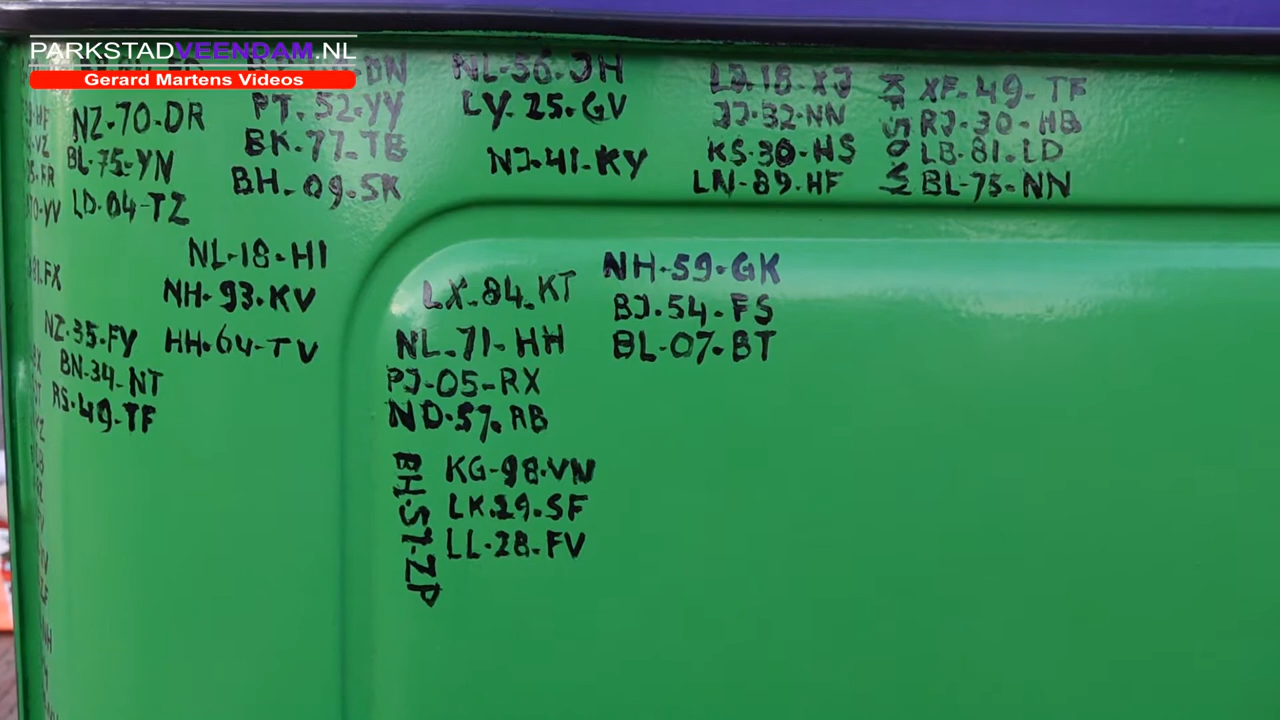 PARKSTADVEENDAM.NL
Gerard Martens Videos
NZ-70-DR
BL-75-YN
LD-04-TZ
PT-52-YY
BK-77-TB
BH-09-SK
NL-56-JH
LY-25-GV
NJ-41-KY
LD-18-XJ
JJ-32-NN
KS-30-HS
LN-89-HF
XF-49-TF
RJ-30-HB
LB-81-LD
BL-75-NN
NL-18-HI
NH-93-KV
HH-64-TV
NZ-35-FY
BN-34-NT
RS-49-TF
LX-84-KT
NL-71-HH
PJ-05-RX
ND-57-AB
NH-59-GK
BJ-54-FS
BL-07-BT
BH-57-ZP
KG-98-VN
LK-29-SF
LL-28-FV